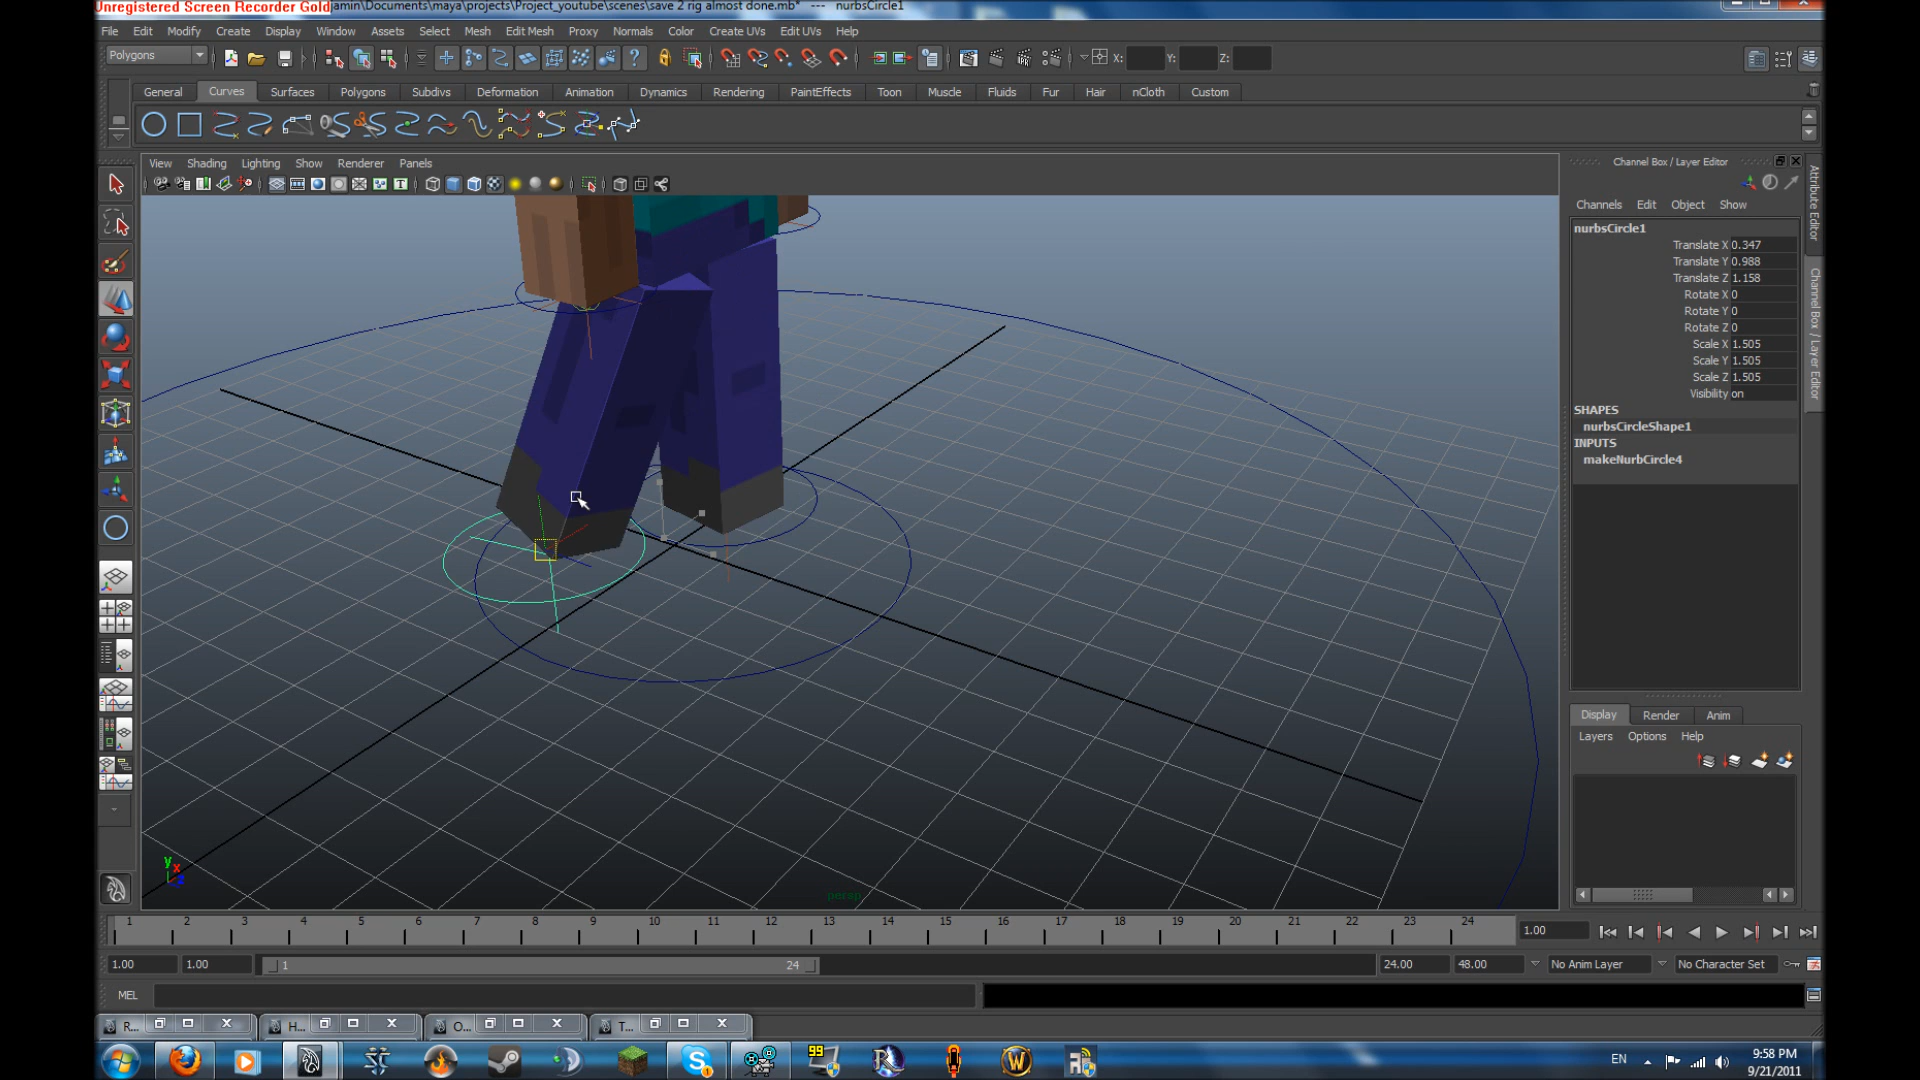 Unregistered Screen Recorder Gold amin\Documents\maya\projects\Project_youtube\scenes\save 2 rig almost done.mb* --- nurbsCircle1
File Edit Modify Create Display Window Assets Select Mesh Edit Mesh Proxy Normals Color Create UVs Edit UVs Help
Polygons X: Y: Z:
General Curves Surfaces Polygons Subdivs Deformation Animation Dynamics Rendering PaintEffects Toon Muscle Fluids Fur Hair nCloth Custom
View Shading Lighting Show Renderer Panels
Channel Box / Layer Editor
Channels Edit Object Show
nurbsCircle1
Translate X 0.347
Translate Y 0.988
Translate Z 1.158
Rotate X 0
Rotate Y 0
Rotate Z 0
Scale X 1.505
Scale Y 1.505
Scale Z 1.505
Visibility on
SHAPES
nurbsCircleShape1
INPUTS
makeNurbCircle4
Attribute Editor
Channel Box / Layer Editor
Display Render Anim
Layers Options Help
y x z
persp
1 2 3 4 5 6 7 8 9 10 11 12 13 14 15 16 17 18 19 20 21 22 23 24 1.00
1.00 1.00 1 24 24.00 48.00 No Anim Layer No Character Set
MEL
R... H... O... T...
99
EN 9:58 PM
9/21/2011